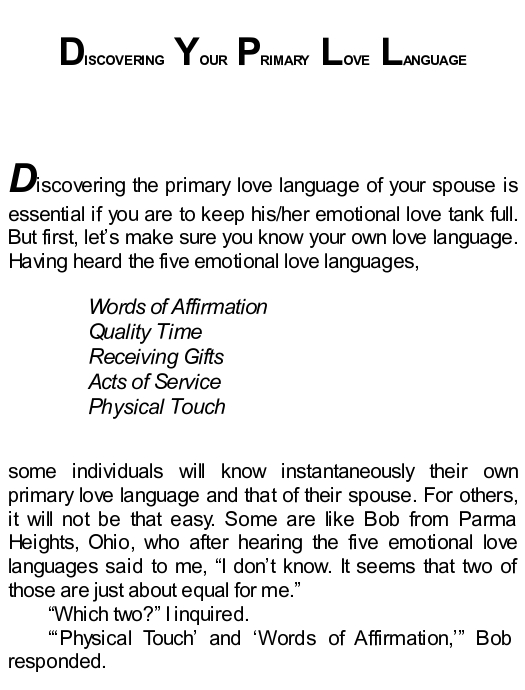 DISCOVERING YOUR PRIMARY LOVE LANGUAGE
Discovering the primary love language of your spouse is
essential if you are to keep his/her emotional love tank full.
But first, let’s make sure you know your own love language.
Having heard the five emotional love languages,
Words of Affirmation
Quality Time
Receiving Gifts
Acts of Service
Physical Touch
some individuals will know instantaneously their own
primary love language and that of their spouse. For others,
it will not be that easy. Some are like Bob from Parma
Heights, Ohio, who after hearing the five emotional love
languages said to me, “I don’t know. It seems that two of
those are just about equal for me.”
“Which two?” I inquired.
“‘Physical Touch’ and ‘Words of Affirmation,’” Bob
responded.